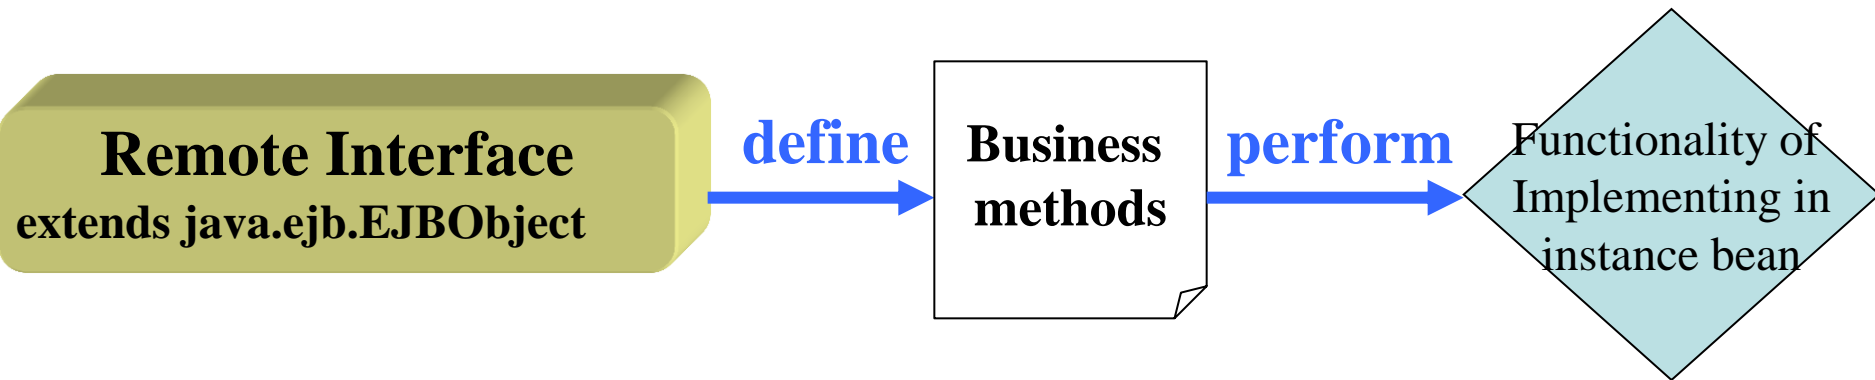 Remote Interface
extends java.ejb.EJBObject
define
Business
methods
perform
Functionality of
Implementing in
instance bean